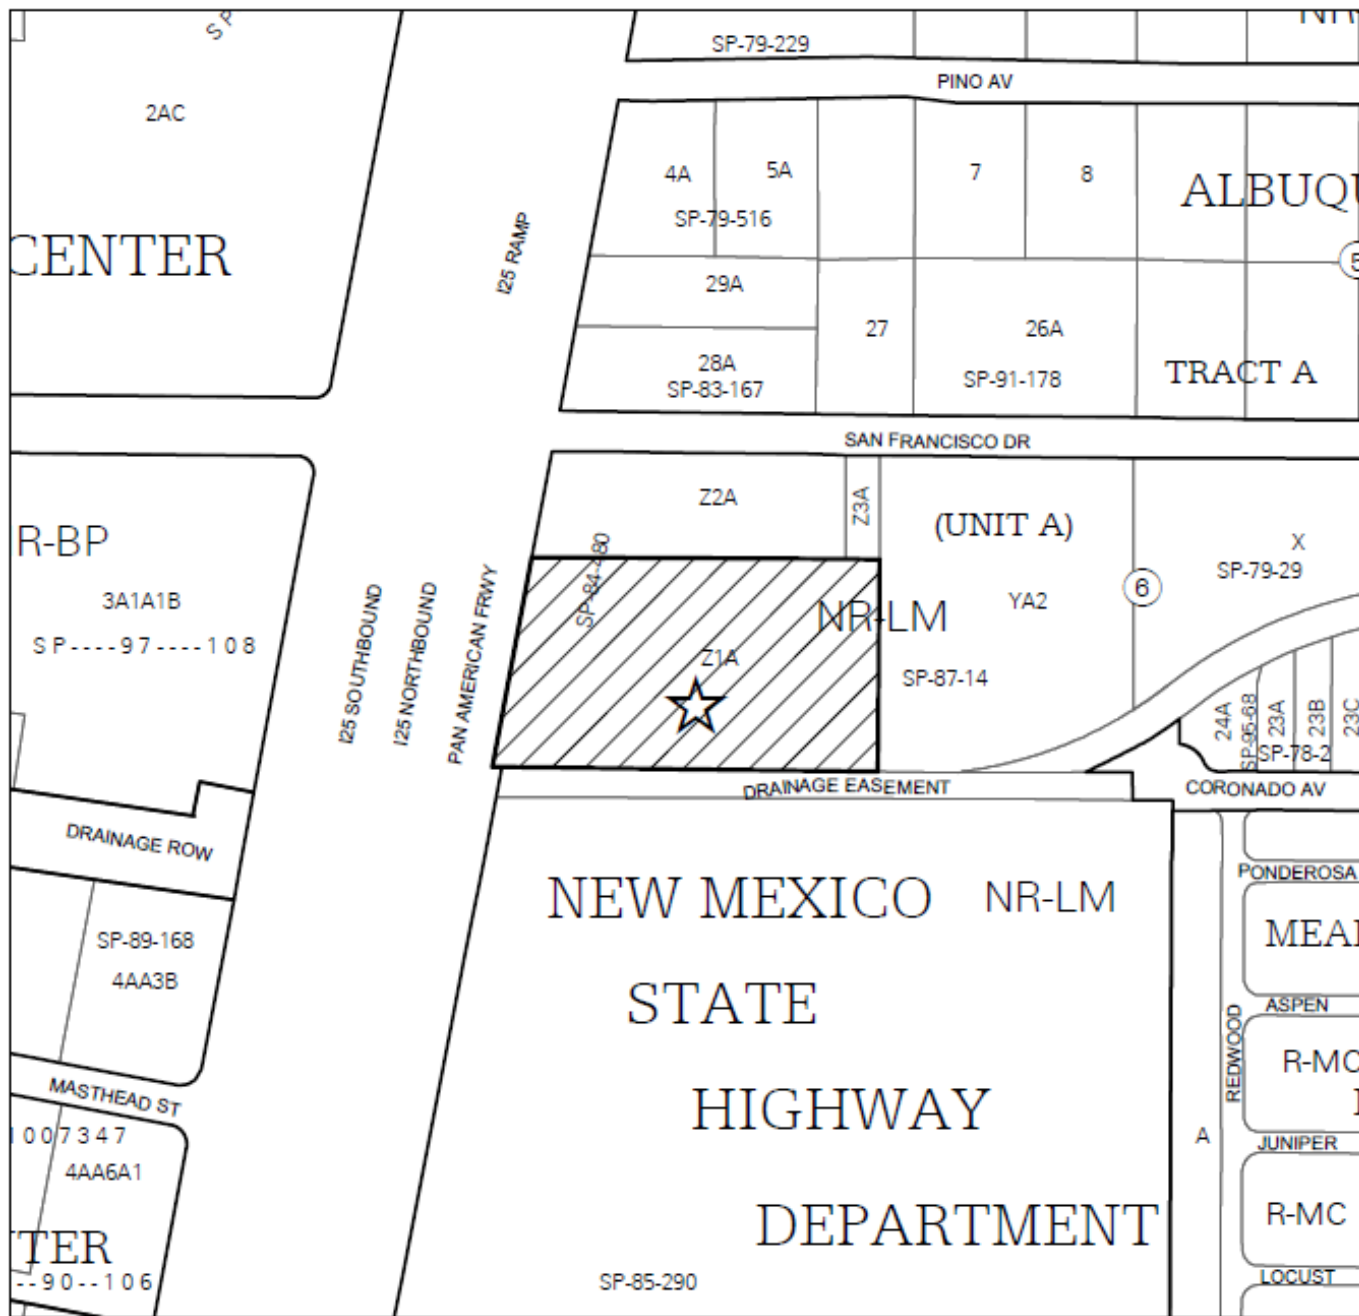 SP
SP-79-229
PINO AV
2AC
4A
5A
7
8
ALBUQU
SP-79-516
CENTER
I25 RAMP
5
29A
27
26A
28A
SP-83-167
SP-91-178
TRACT A
SAN FRANCISCO DR
Z2A
Z3A
(UNIT A)
R-BP
X
SP-79-29
6
3A1A1B
SP-84-480
NR-LM
YA2
SP----97----108
Z1A
SP-87-14
I25 SOUTHBOUND
I25 NORTHBOUND
PAN AMERICAN FRWY
24A
SP-95-68
23A
23B
23C
SP-78-2
DRAINAGE EASEMENT
CORONADO AV
DRAINAGE ROW
PONDEROSA
NEW MEXICO
NR-LM
SP-89-168
MEA
4AA3B
STATE
ASPEN
REDWOOD
R-MC
MASTHEAD ST
HIGHWAY
1007347
A
JUNIPER
4AA6A1
DEPARTMENT
R-MC
TER
--90--106
SP-85-290
LOCUST